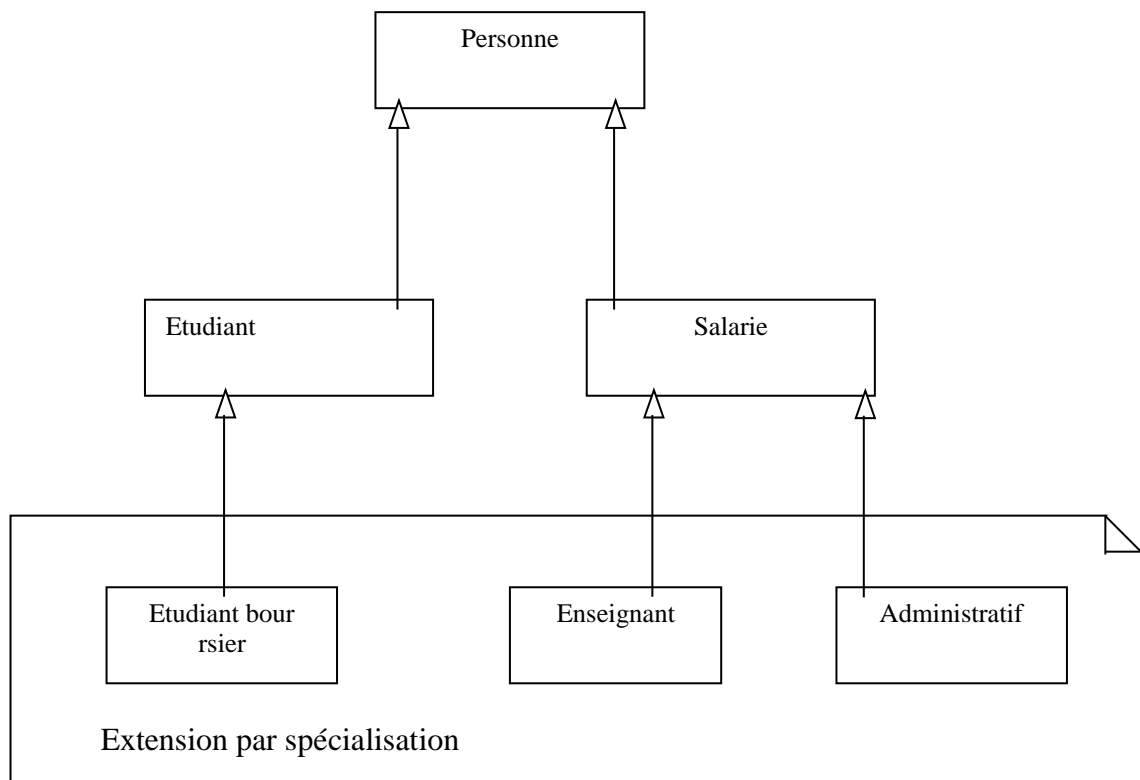 Personne
Etudiant
Salarie
Etudiant bour
rsier
Enseignant
Administratif
Extension par spécialisation